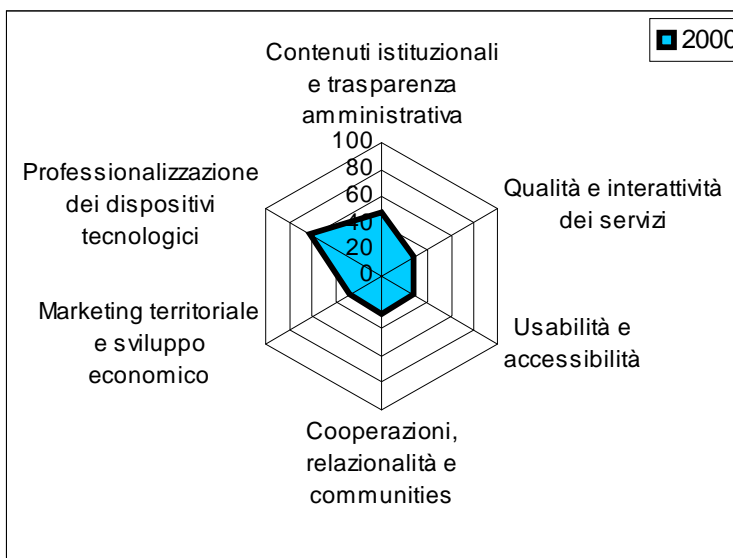 2000
Contenuti istituzionali
e trasparenza
amministrativa
100
80
60
40
20
0
Qualità e interattività
dei servizi
Usabilità e
accessibilità
Cooperazioni,
relazionalità e
communities
Marketing territoriale
e sviluppo
economico
Professionalizzazione
dei dispositivi
tecnologici